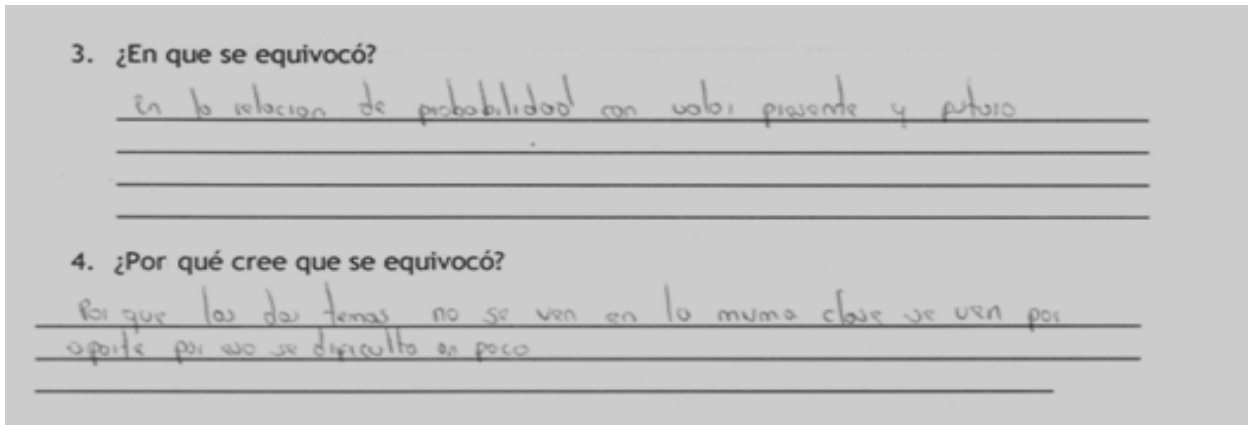 3. ¿En que se equivocó?
En la relacion de probabilidad con valor presente y futuro
4. ¿Por qué cree que se equivocó?
Por que los dos temas no se ven en la misma clase se ven por
aparte por eso se dificulta un poco